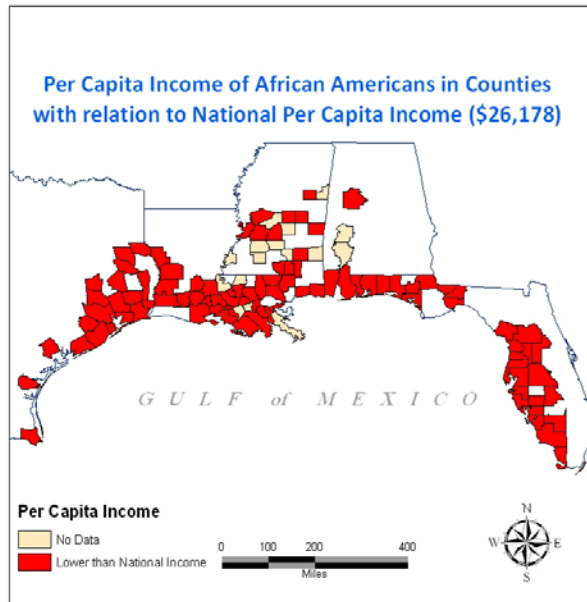 Per Capita Income of African Americans in Counties
with relation to National Per Capita Income ($26,178)
GULF of MEXICO
Per Capita Income
No Data
Lower than National Income
0 100 200 400
Miles
N
W E
S